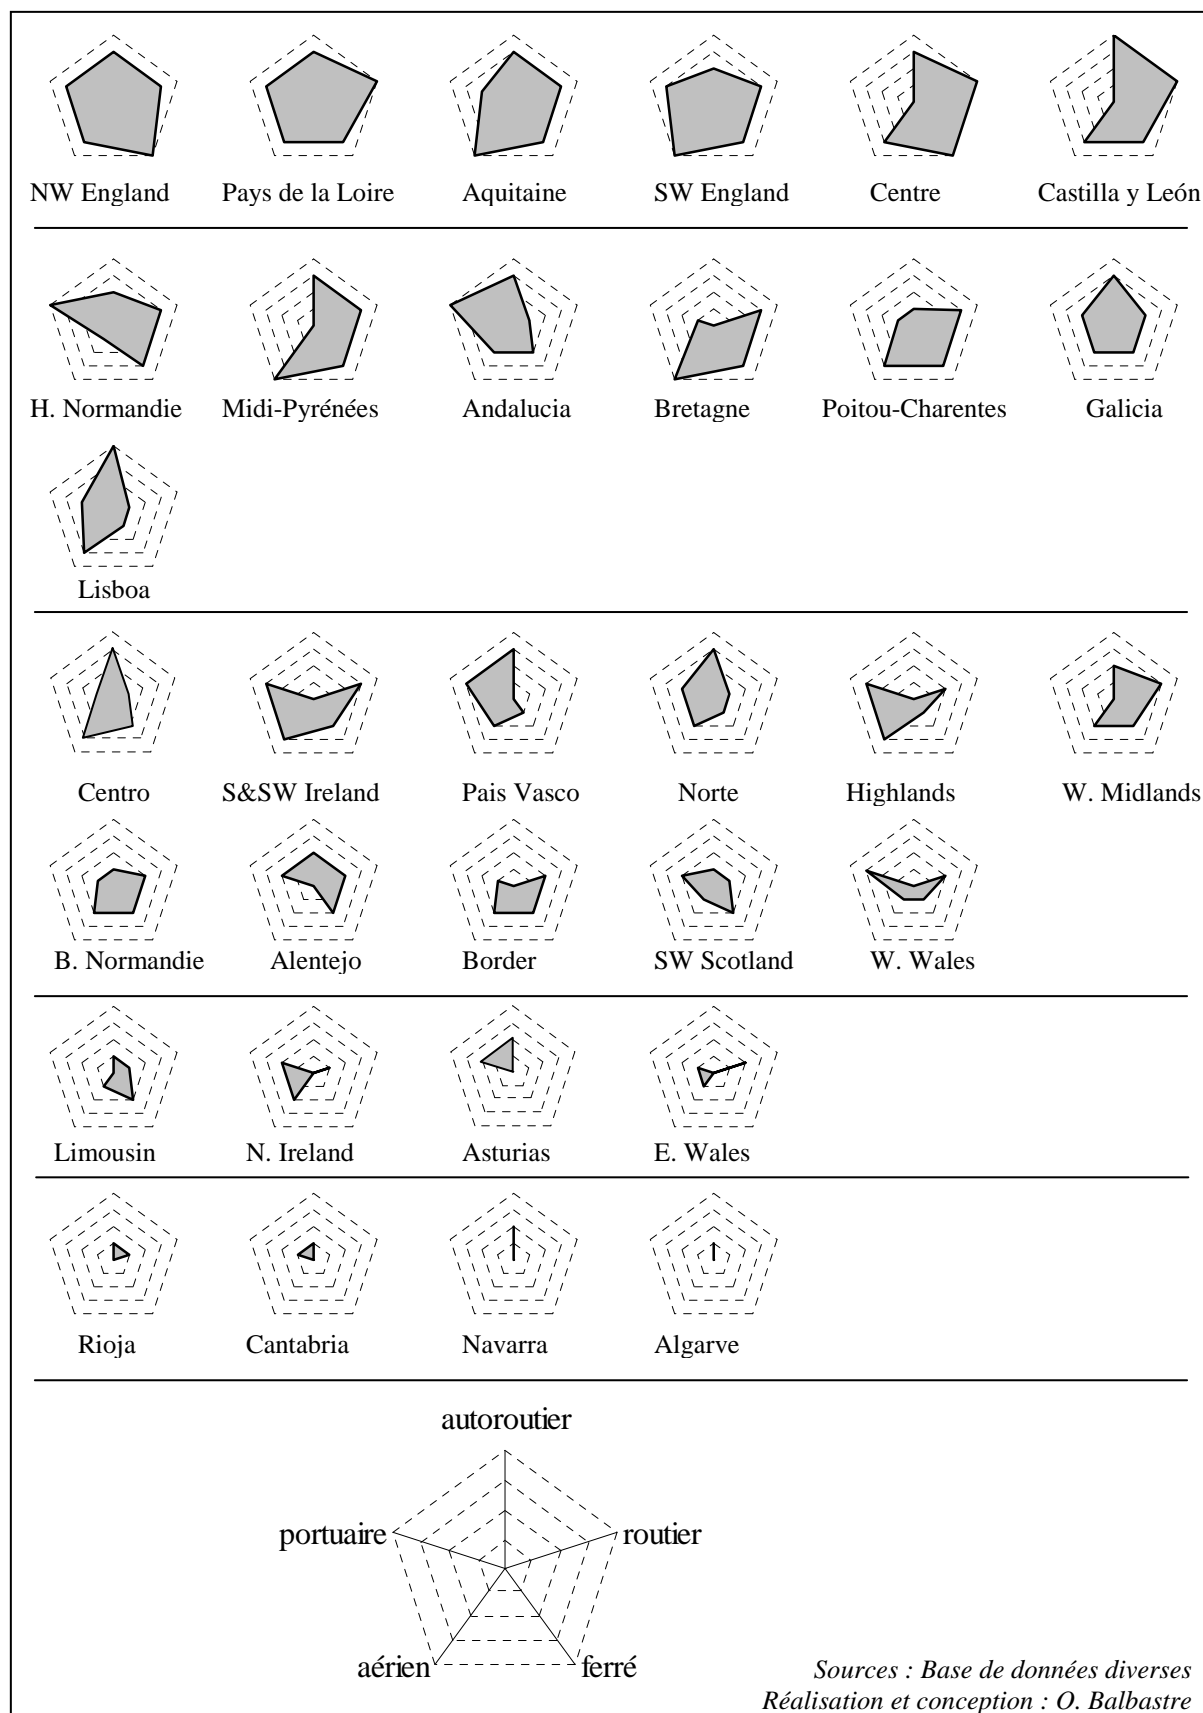 NW England Pays de la Loire Aquitaine SW England Centre Castilla y León
H. Normandie Midi-Pyrénées Andalucia Bretagne Poitou-Charentes Galicia
Lisboa
Centro S&SW Ireland Pais Vasco Norte Highlands W. Midlands
B. Normandie Alentejo Border SW Scotland W. Wales
Limousin N. Ireland Asturias E. Wales
Rioja Cantabria Navarra Algarve
autoroutier
portuaire routier
aérien ferré
Sources : Base de données diverses
Réalisation et conception : O. Balbastre